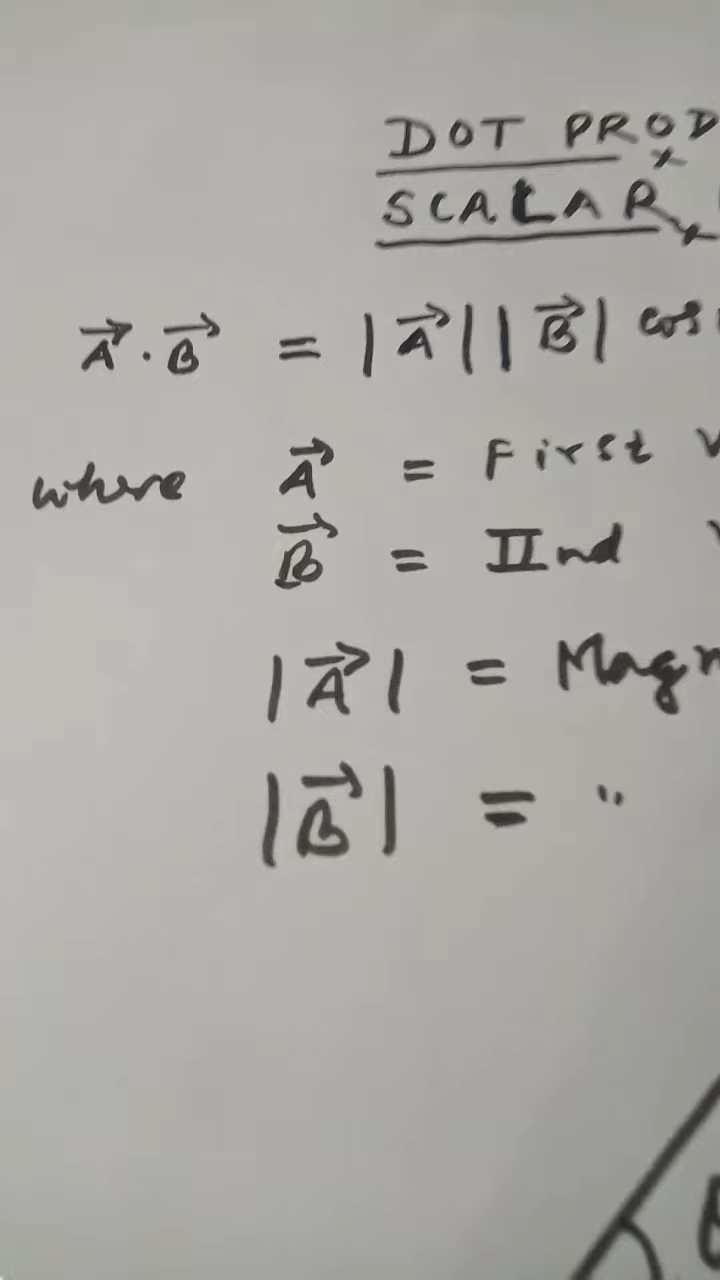 DOT PROD
SCALAR
A⃗ . B⃗ = |A⃗| |B⃗| cos
where A⃗ = First V
B⃗ = IInd
|A⃗| = Magn
|B⃗| = "
θ